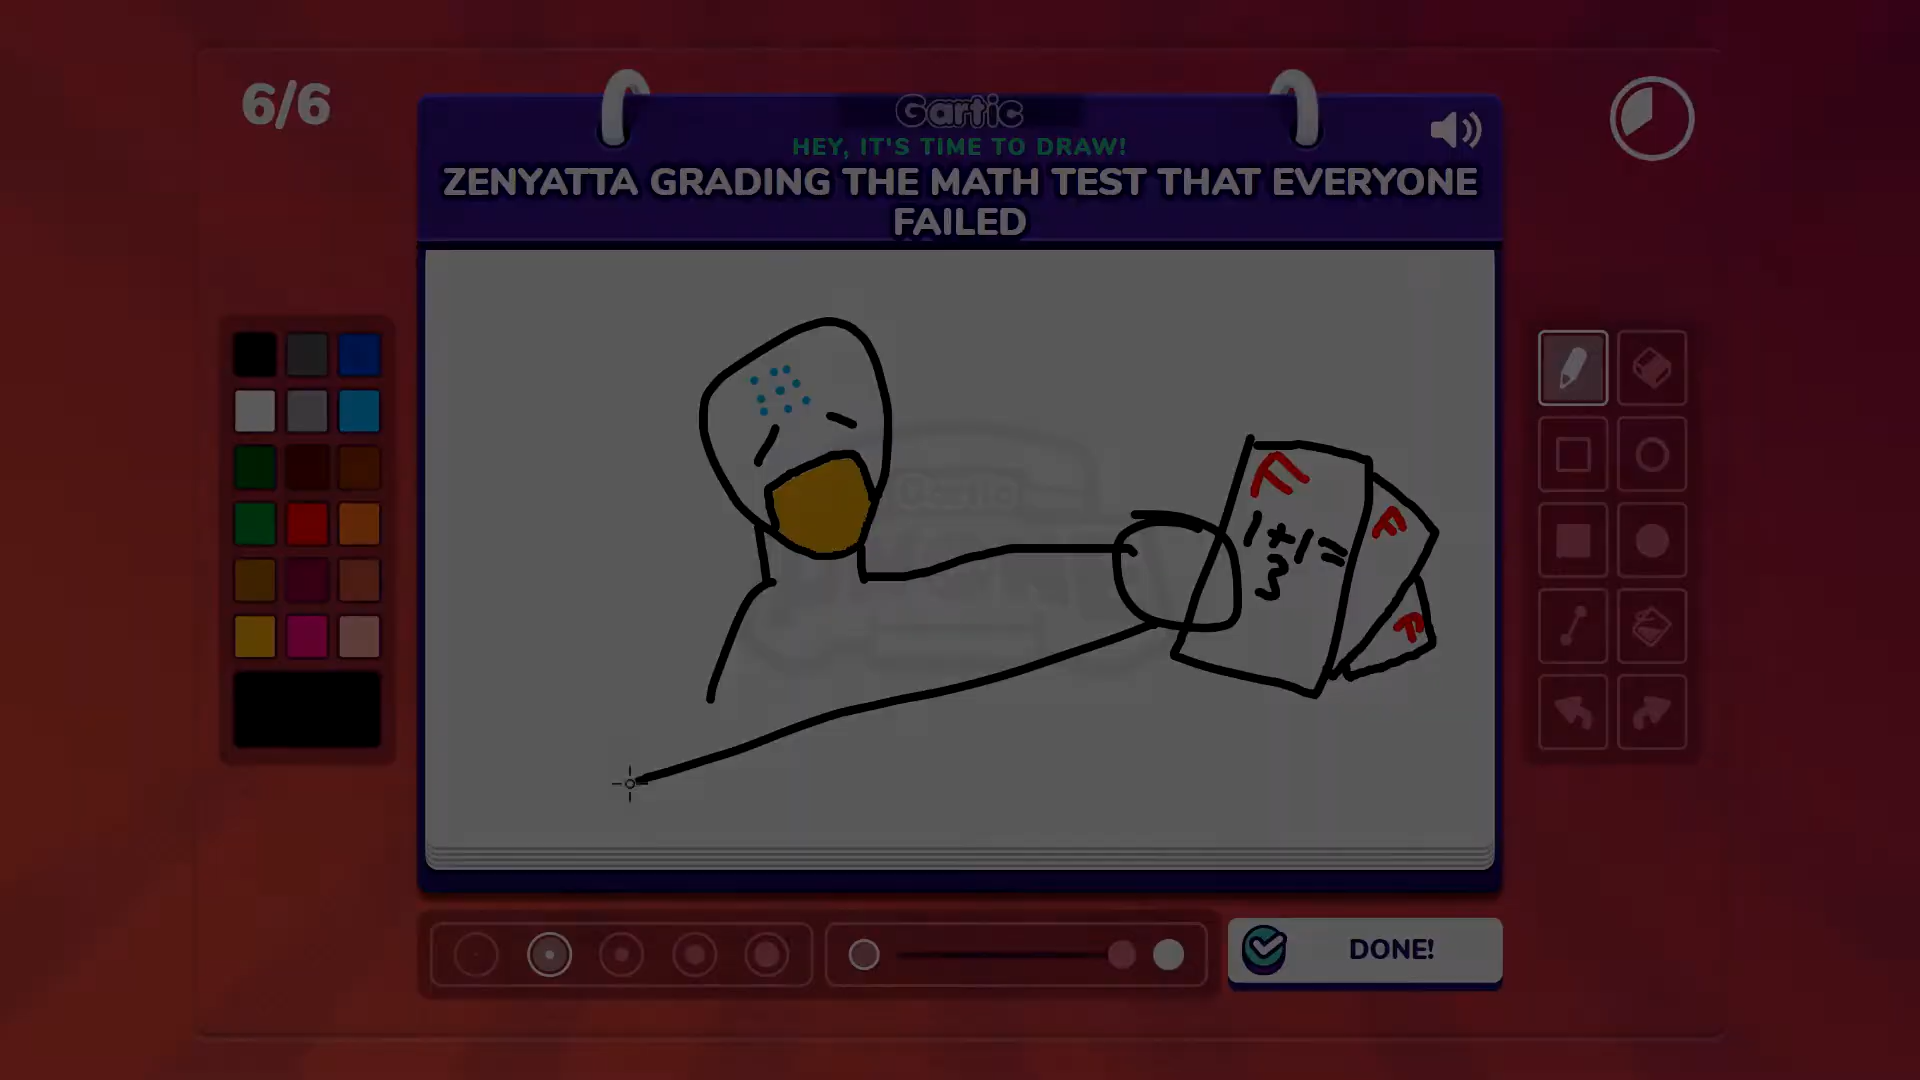 6/6
Gartic
HEY, IT'S TIME TO DRAW!
ZENYATTA GRADING THE MATH TEST THAT EVERYONE
FAILED
F
F
1+1=
3
F
DONE!